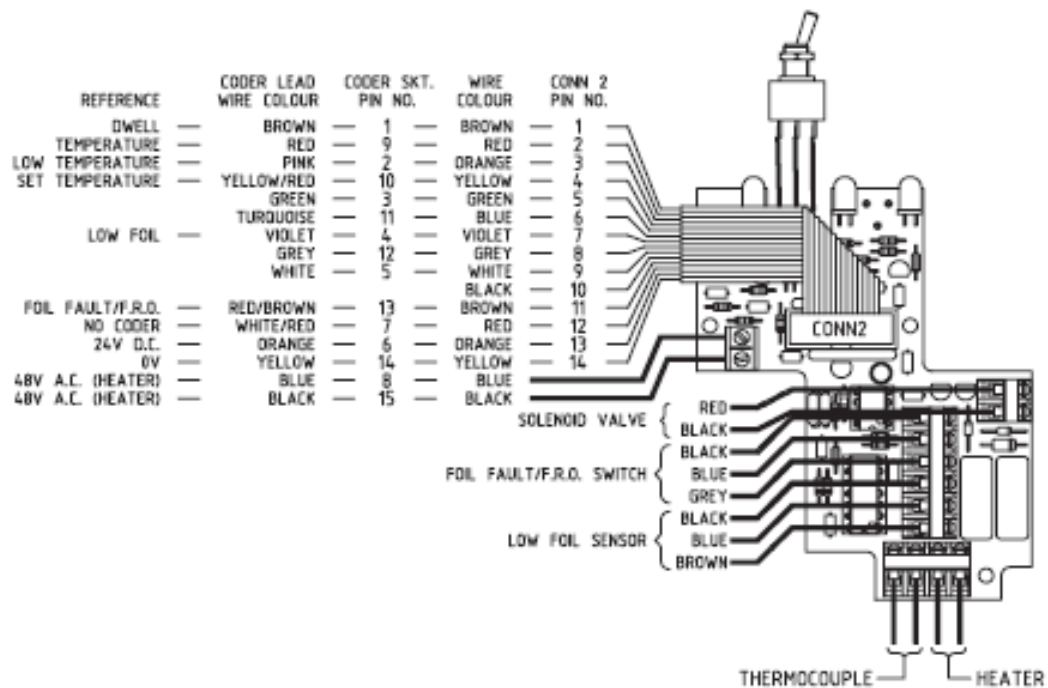 REFERENCE CODER LEAD WIRE COLOUR CODER SKT. PIN NO. WIRE COLOUR CONN 2 PIN NO.
DWELL — BROWN — 1 — BROWN — 1
TEMPERATURE — RED — 9 — RED — 2
LOW TEMPERATURE — PINK — 2 — ORANGE — 3
SET TEMPERATURE — YELLOW/RED — 10 — YELLOW — 4
GREEN — 3 — GREEN — 5
TURQUOISE — 11 — BLUE — 6
LOW FOIL — VIOLET — 4 — VIOLET — 7
GREY — 12 — GREY — 8
WHITE — 5 — WHITE — 9
BLACK — 10
FOIL FAULT/F.R.O. — RED/BROWN — 13 — BROWN — 11
NO CODER — WHITE/RED — 7 — RED — 12
24V D.C. — ORANGE — 6 — ORANGE — 13
0V — YELLOW — 14 — YELLOW — 14
48V A.C. (HEATER) — BLUE — 8 — BLUE
48V A.C. (HEATER) — BLACK — 15 — BLACK
CONN2
SOLENOID VALVE
RED
BLACK
FOIL FAULT/F.R.O. SWITCH
BLACK
BLUE
GREY
LOW FOIL SENSOR
BLACK
BLUE
BROWN
THERMOCOUPLE
HEATER